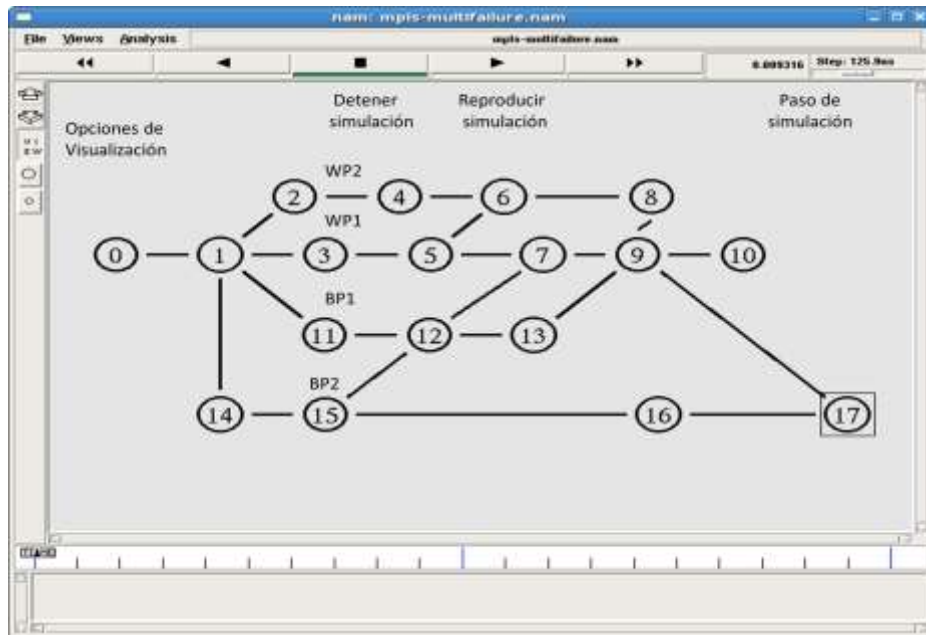 nam: mpls-multifailure.nam
File Views Analysis
mpls-multifailure.nam
Step: 125.9us
Detener
simulación
Reproducir
simulación
Paso de
simulación
Opciones de
Visualización
WP2
2 4 6 8
WP1
0 1 3 5 7 9 10
BP1
11 12 13
BP2
14 15 16 17